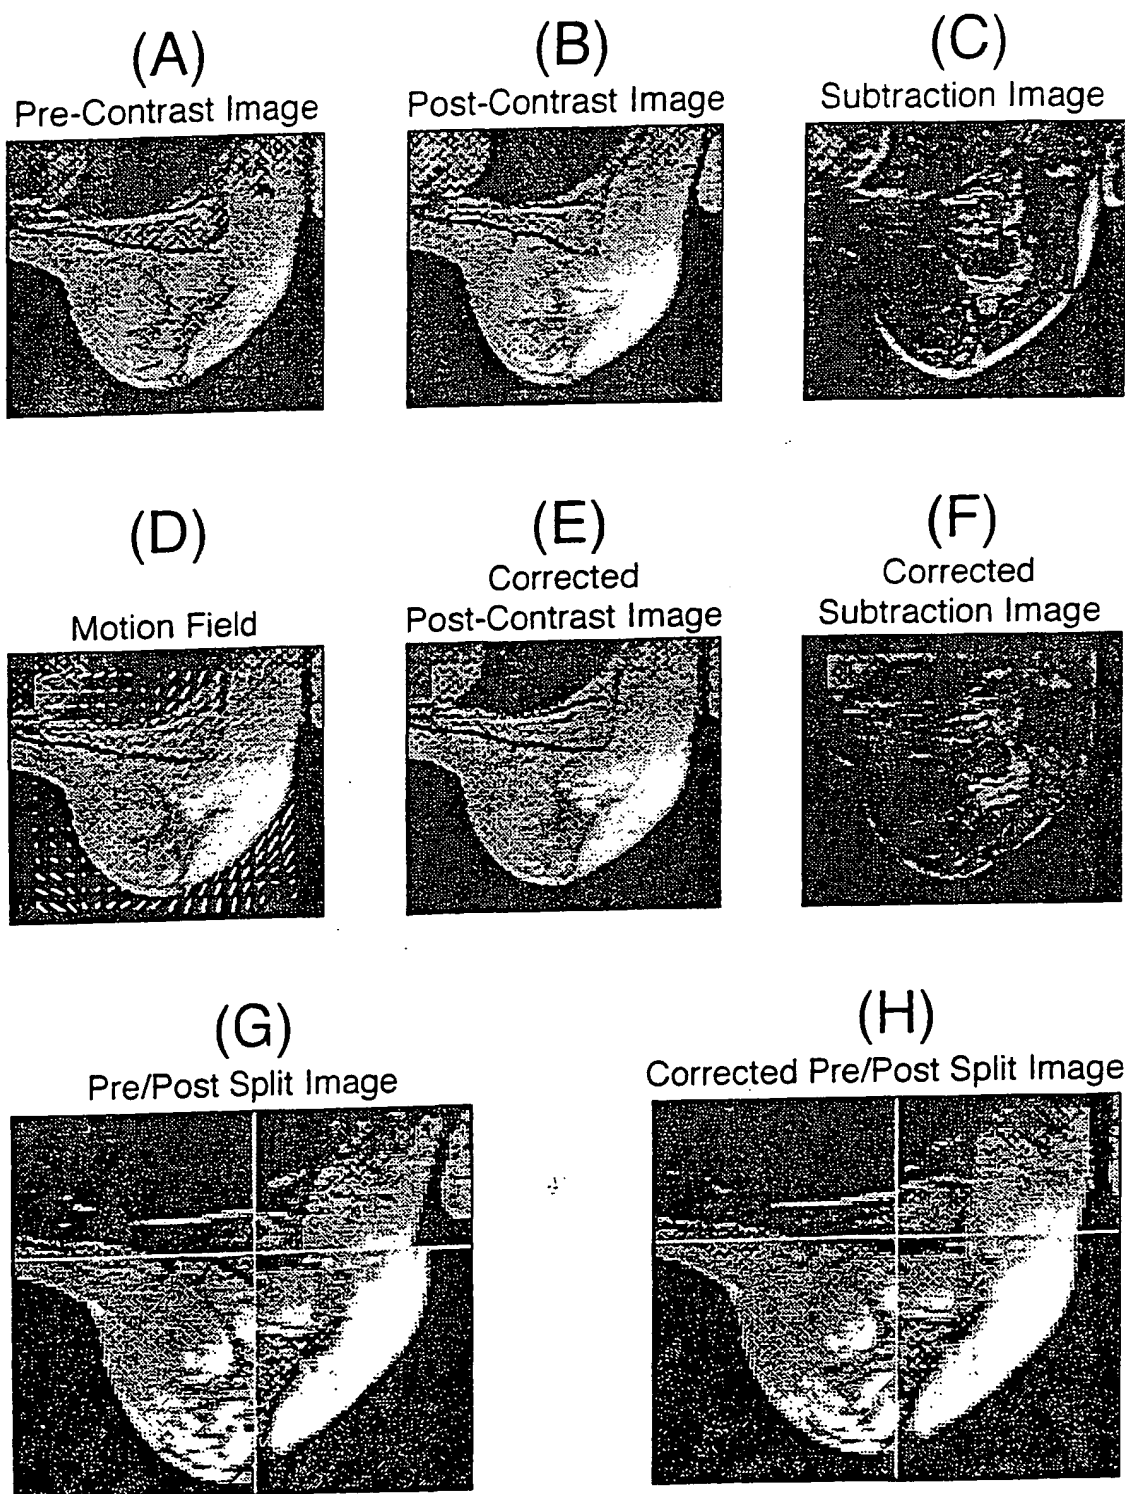 (A)
Pre-Contrast Image
(B)
Post-Contrast Image
(C)
Subtraction Image
(D)
Motion Field
(E)
Corrected
Post-Contrast Image
(F)
Corrected
Subtraction Image
(G)
Pre/Post Split Image
(H)
Corrected Pre/Post Split Image